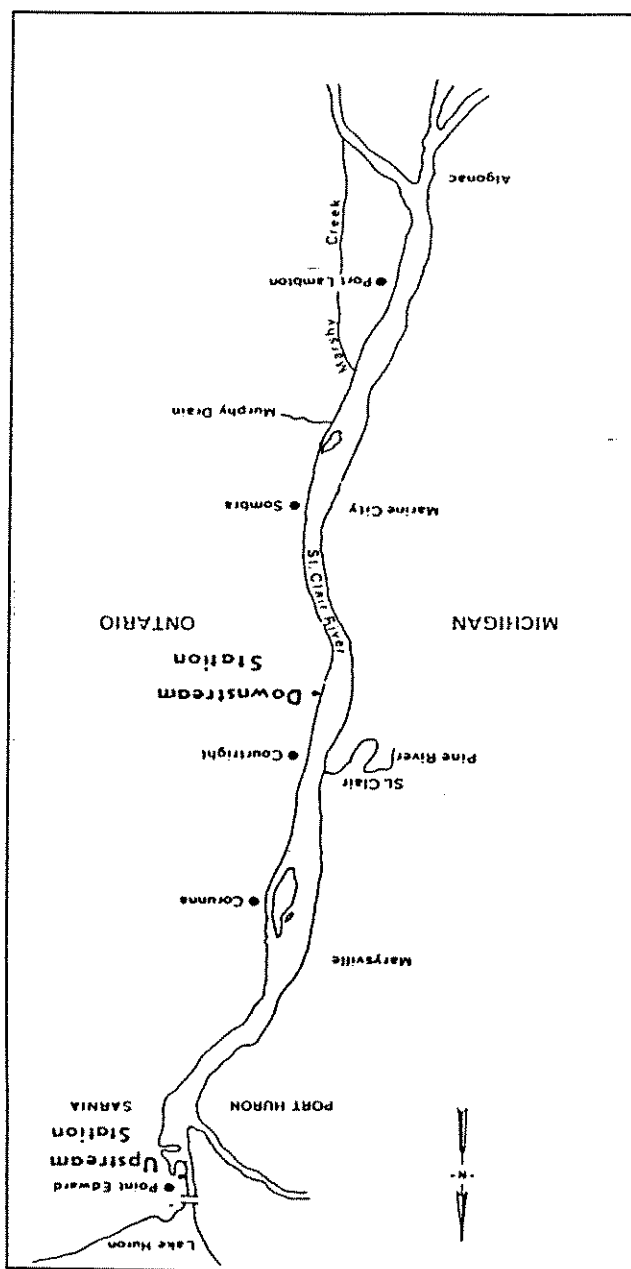 Lake Huron
Point Edward
Upstream
Station
SARNIA
PORT HURON
-N-
Marysville
Corunna
St. Clair
Pine River
Courtright
Downstream
Station
MICHIGAN
ONTARIO
St. Clair River
Marine City
Sombra
Murphy Drain
Marshy
Creek
Port Lambton
Algonac